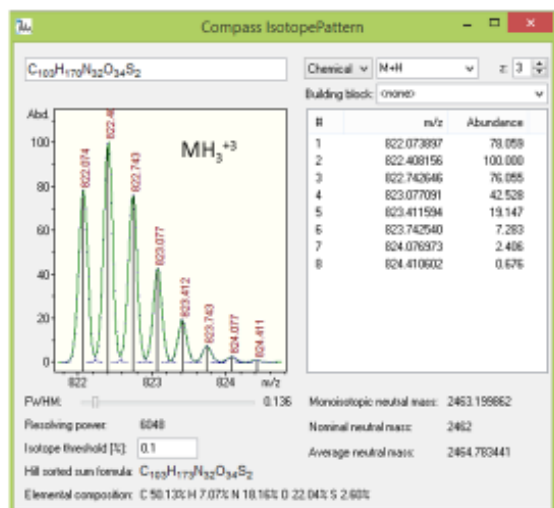 Compass IsotopePattern
C₁₀₃H₁₇₀N₃₂O₃₄S₂
Chemical M+H z: 3
Building block: <none>
Abd.
100
80
60
40
20
0
822.074
822.4
822.743
823.077
823.412
823.743
824.077
824.411
MH₃⁺³
822 823 824 m/z
# m/z Abundance
1 822.073897 78.059
2 822.408156 100.000
3 822.742646 76.055
4 823.077091 42.528
5 823.411594 19.147
6 823.742540 7.283
7 824.076973 2.406
8 824.410602 0.676
FWHM: 0.136
Resolving power: 6048
Isotope threshold [%]: 0.1
Hill sorted sum formula: C₁₀₃H₁₇₃N₃₂O₃₄S₂
Elemental composition: C 50.13% H 7.07% N 18.16% O 22.04% S 2.60%
Monoisotopic neutral mass: 2463.199862
Nominal neutral mass: 2462
Average neutral mass: 2464.783441